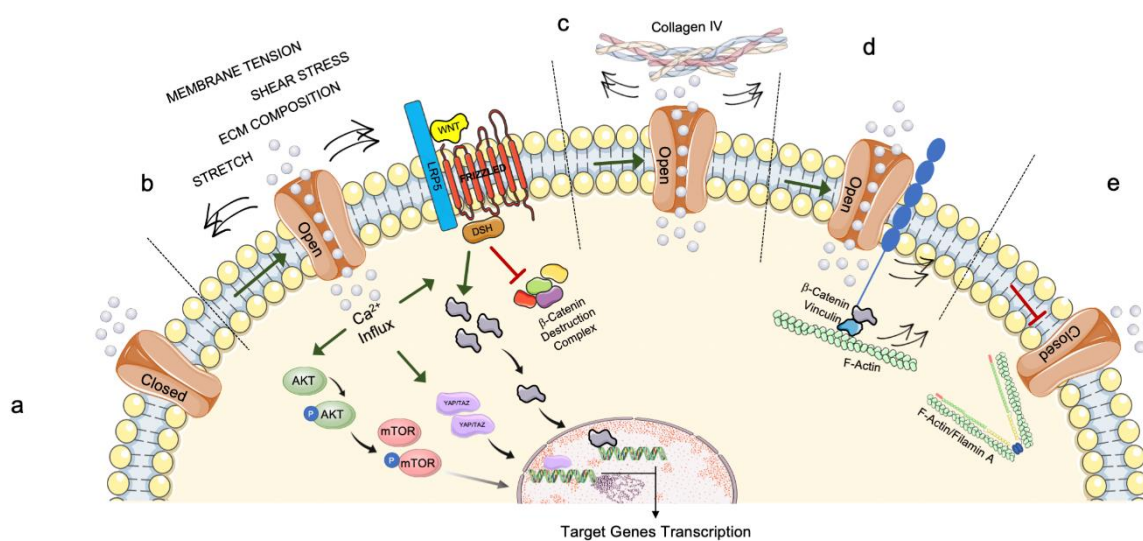 c
Collagen IV
d
MEMBRANE TENSION
SHEAR STRESS
ECM COMPOSITION
STRETCH
b
WNT
LRP5
FRIZZLED
DSH
Open
Open
Open
e
Ca2+
Influx
β-Catenin
Destruction
Complex
β-Catenin
Vinculin
F-Actin
Closed
Closed
a
AKT
P
AKT
mTOR
P
mTOR
YAP/TAZ
YAP/TAZ
F-Actin/Filamin A
Target Genes Transcription